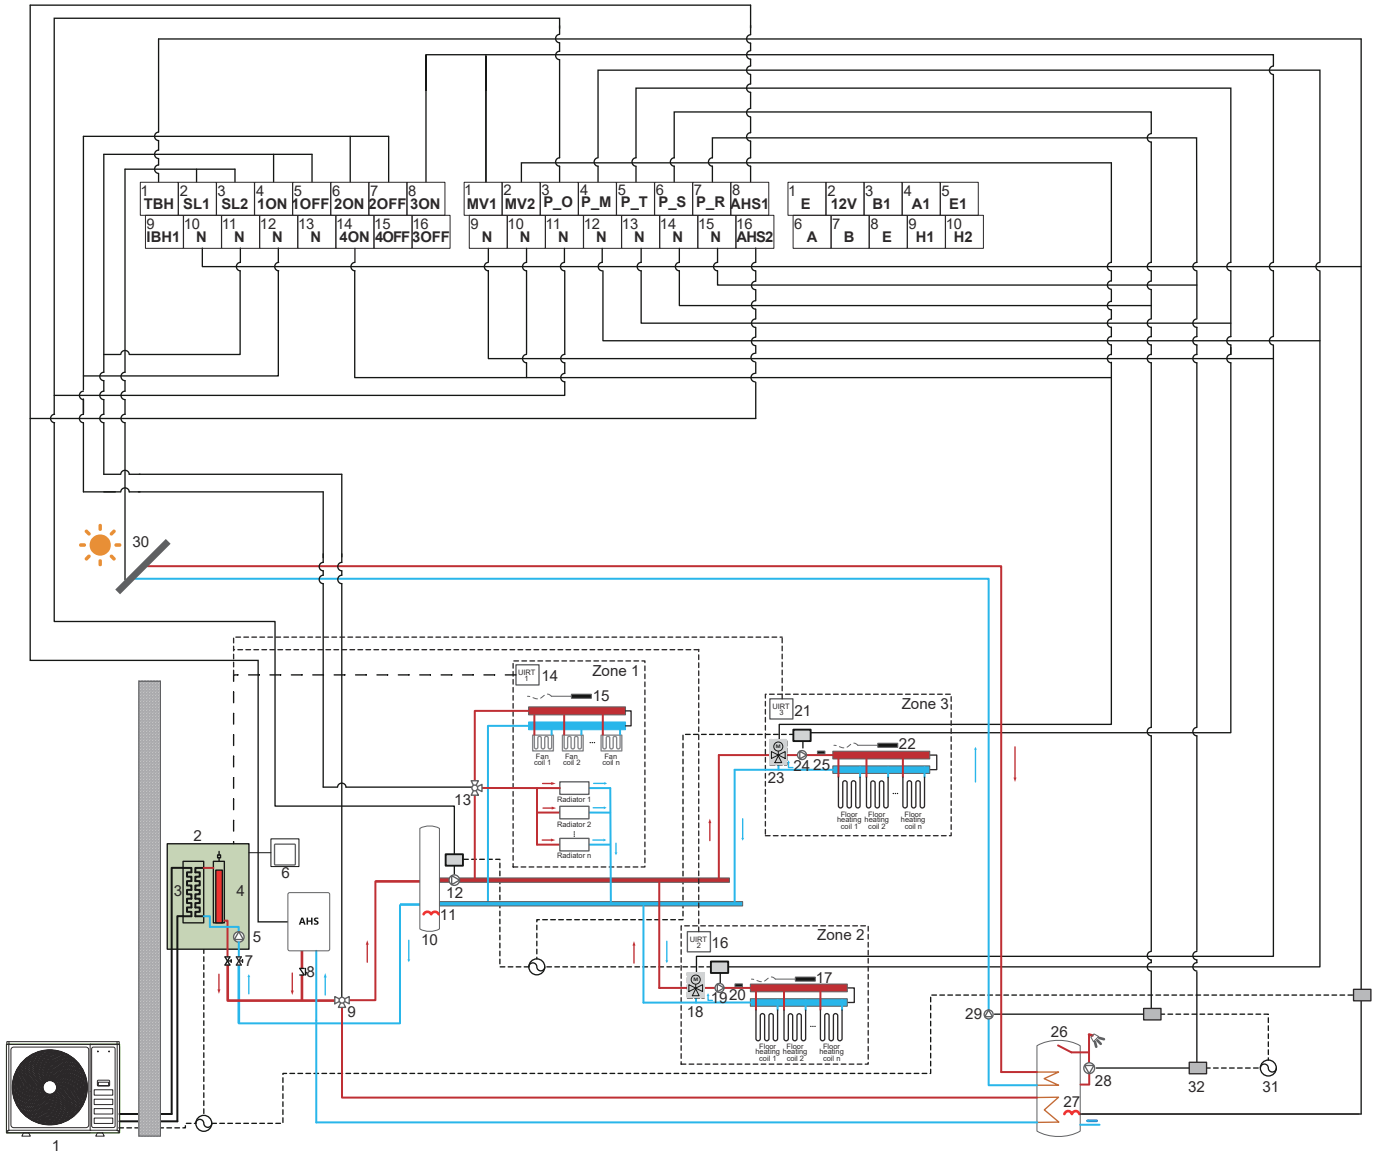 1 2 3 4 5 6 7 8
TBH SL1 SL2 1ON 1OFF 2ON 2OFF 3ON
9 10 11 12 13 14 15 16
IBH1 N N N N 4ON 4OFF 3OFF
1 2 3 4 5 6 7 8
MV1 MV2 P_O P_M P_T P_S P_R AHS1
9 10 11 12 13 14 15 16
N N N N N N N AHS2
1 2 3 4 5
E 12V B1 A1 E1
6 7 8 9 10
A B E H1 H2
30
Zone 1
UIRT
1
14
15
Fan
coil 1
Fan
coil 2
...
Fan
coil n
13
Radiator 1
Radiator 2
Radiator n
Zone 3
UIRT
3
21
M
22
23
24
25
Floor
heating
coil 1
Floor
heating
coil 2
...
Floor
heating
coil n
2
3
4
5
6
7
AHS
8
9
10
11
12
Zone 2
UIRT
2
16
M
17
18
19
20
Floor
heating
coil 1
Floor
heating
coil 2
...
Floor
heating
coil n
29
26
27
28
32
31
1